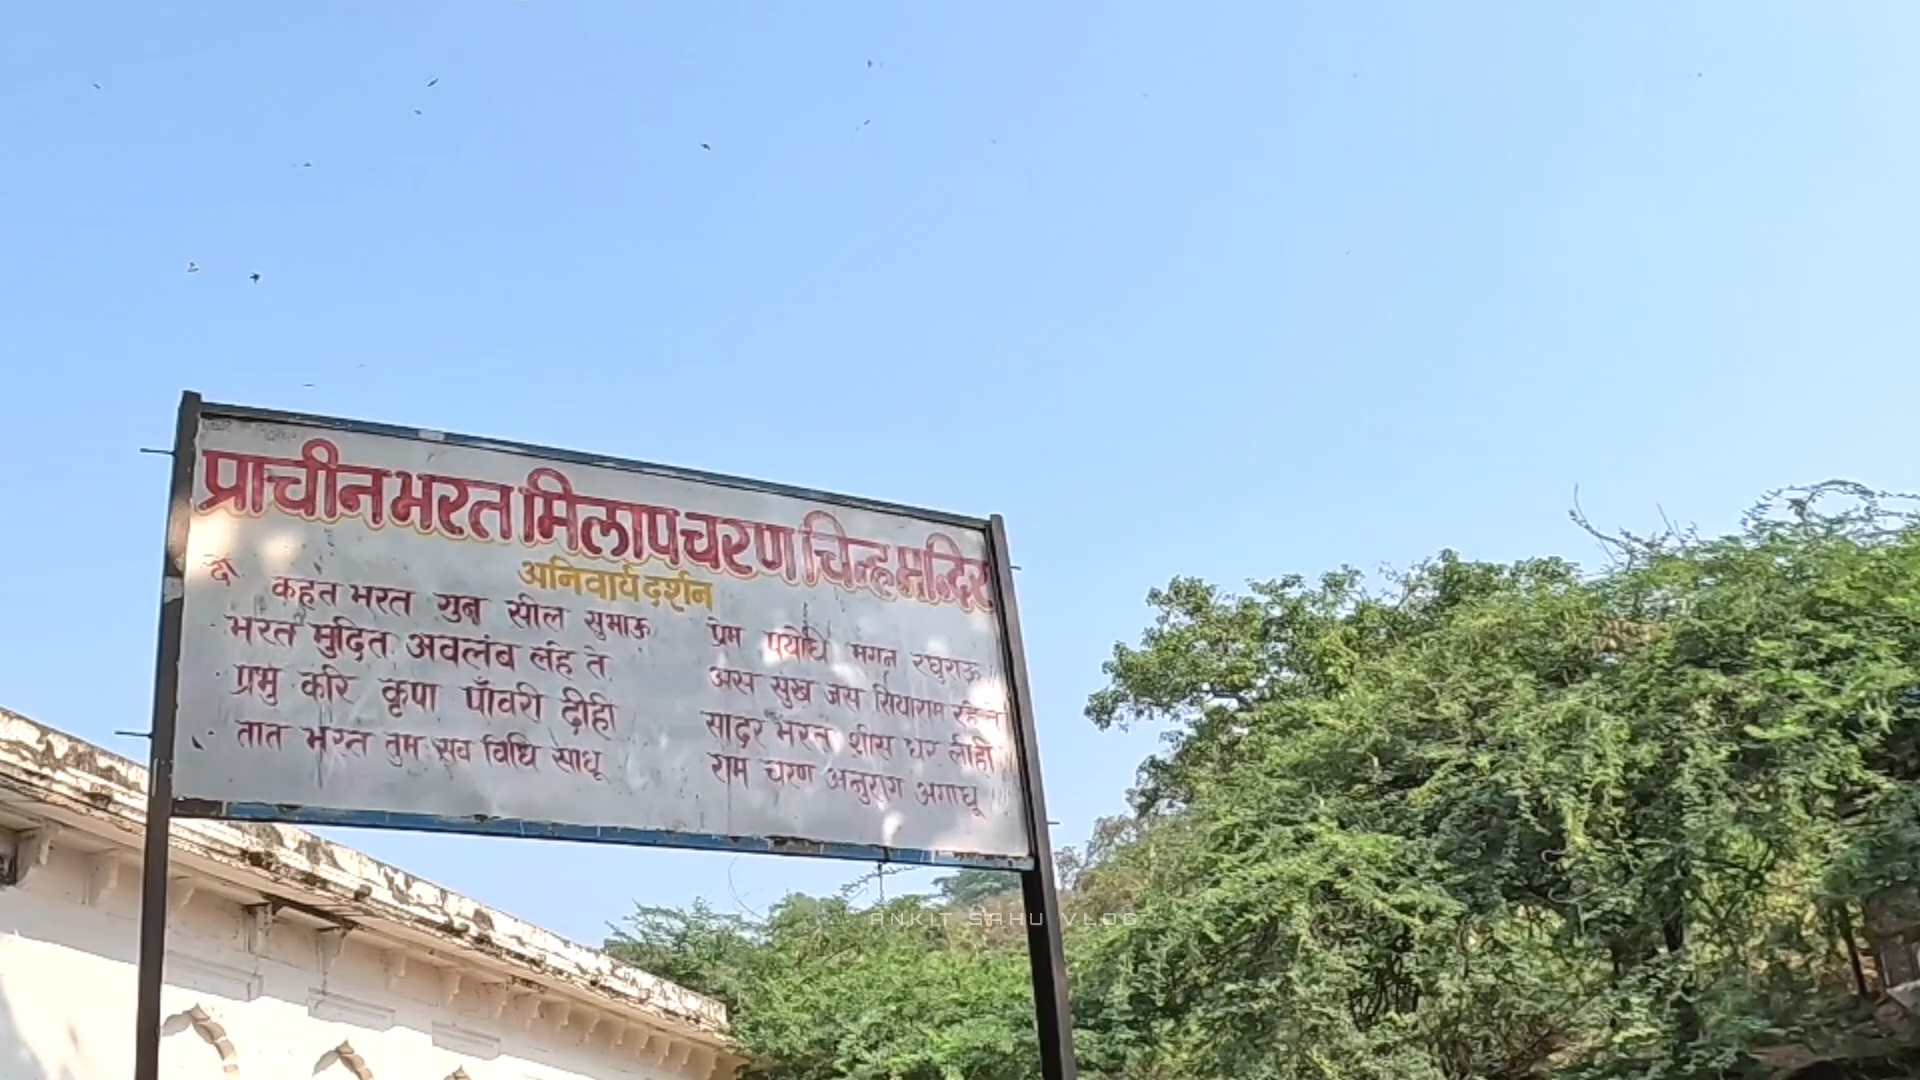 प्राचीन भरत मिलाप चरण चिन्ह मन्दिर
अनिवार्य दर्शन
दो
कहत भरत गुन सील सुभाऊ प्रेम पयोधि मगन रघुराऊ
भरत मुदित अवलंब लहि ते अस सुख जस सियाराम रहे ते
प्रभु करि कृपा पाँवरी दीही सादर भरत शीस धर लीही
तात भरत तुम सब विधि साधू राम चरण अनुराग अगाधू
ANKIT SAHU VLOG